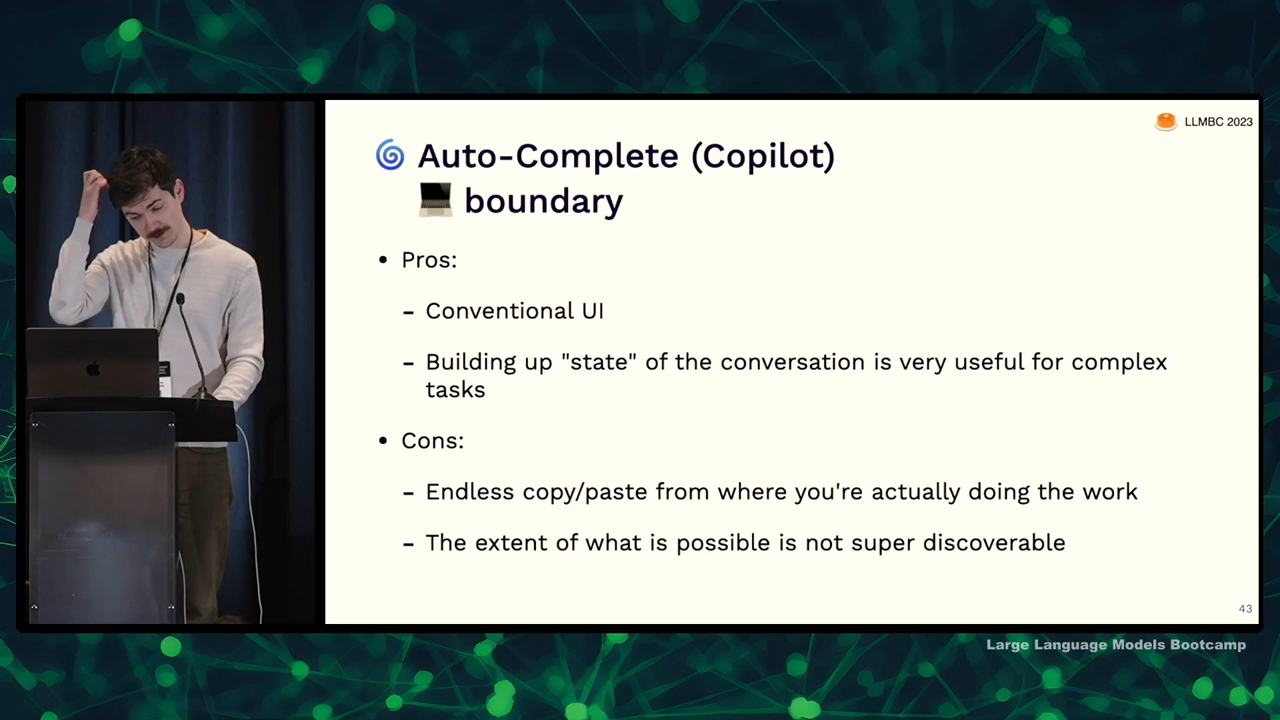 LLMBC 2023
Auto-Complete (Copilot)
boundary
• Pros:
– Conventional UI
– Building up "state" of the conversation is very useful for complex
tasks
• Cons:
– Endless copy/paste from where you're actually doing the work
– The extent of what is possible is not super discoverable
43
Large Language Models Bootcamp